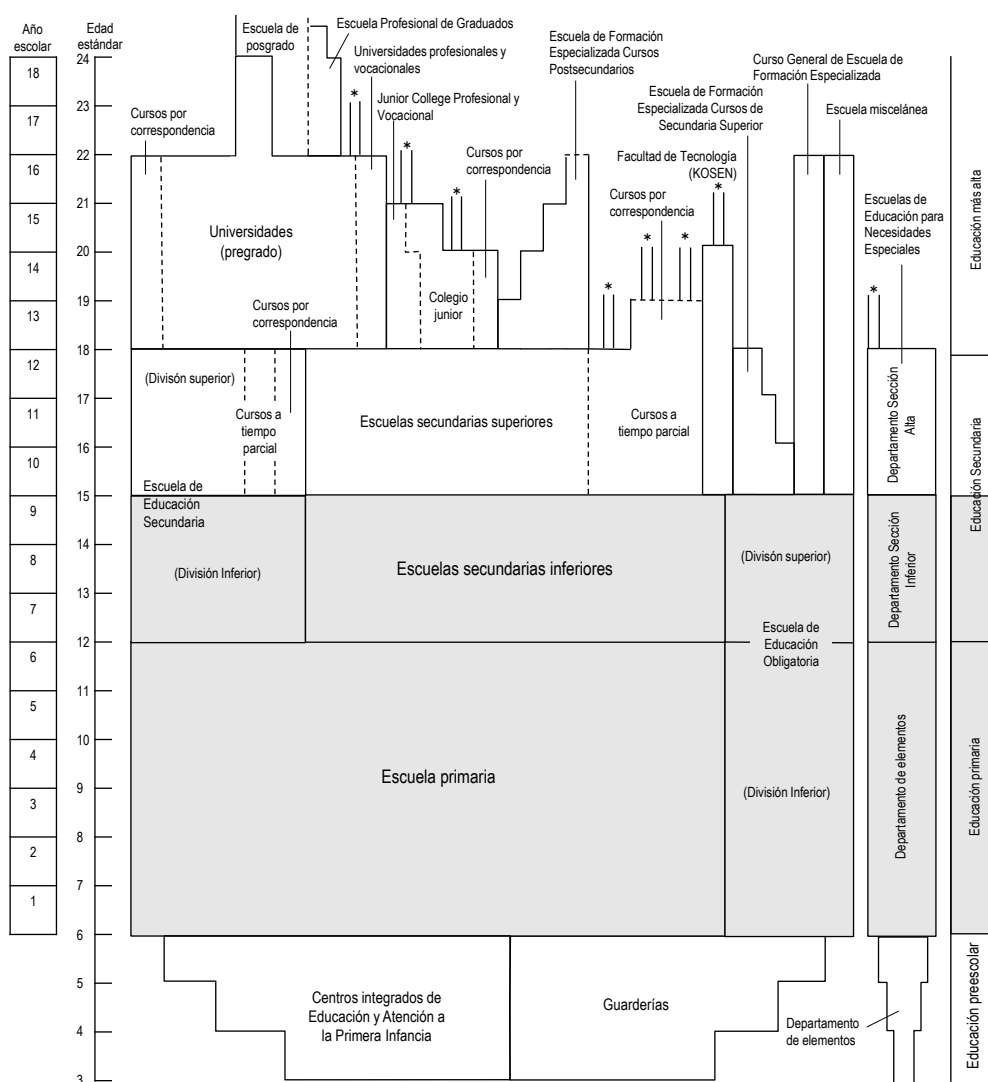 Año
escolar
Edad
estándar
Escuela de
posgrado
Escuela Profesional de Graduados
Universidades profesionales y
vocacionales
Junior College Profesional y
Vocacional
Cursos por
correspondencia
Cursos por
correspondencia
Escuela de Formación
Especializada Cursos
Postsecundarios
Escuela de Formación
Especializada Cursos de
Secundaria Superior
Facultad de Tecnología
(KOSEN)
Cursos por
correspondencia
Curso General de Escuela de
Formación Especializada
Escuela miscelánea
Escuelas de
Educación para
Necesidades
Especiales
18
17
16
15
14
13
12
11
10
9
8
7
6
5
4
3
2
1
24
23
22
21
20
19
18
17
16
15
14
13
12
11
10
9
8
7
6
5
4
3
*
*
*
*
*
*
*
*
Universidades
(pregrado)
Cursos por
correspondencia
Colegio
junior
(Divisón superior)
Cursos a
tiempo
parcial
Escuelas secundarias superiores
Cursos a
tiempo parcial
Departamento Sección
Alta
Escuela de
Educación
Secundaria
(División Inferior)
Escuelas secundarias inferiores
(Divisón superior)
Departamento Sección
Inferior
Escuela de
Educación
Obligatoria
Escuela primaria
(División Inferior)
Departamento de elementos
Centros integrados de
Educación y Atención a
la Primera Infancia
Guarderías
Departamento
de elementos
Educación más alta
Educación Secundaria
Educación primaria
Educación preescolar